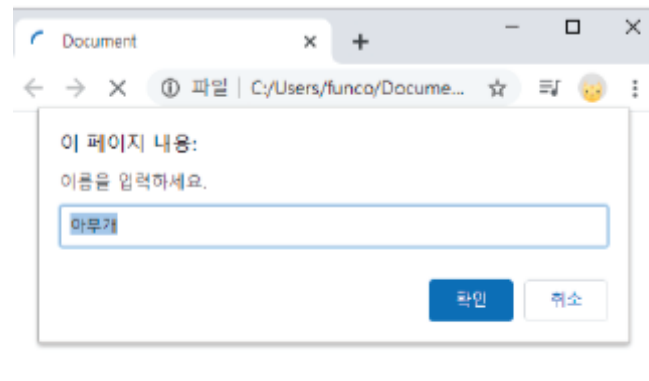 Document
파일 | C:/Users/funco/Docume...
이 페이지 내용:
이름을 입력하세요.
아무개
확인 취소